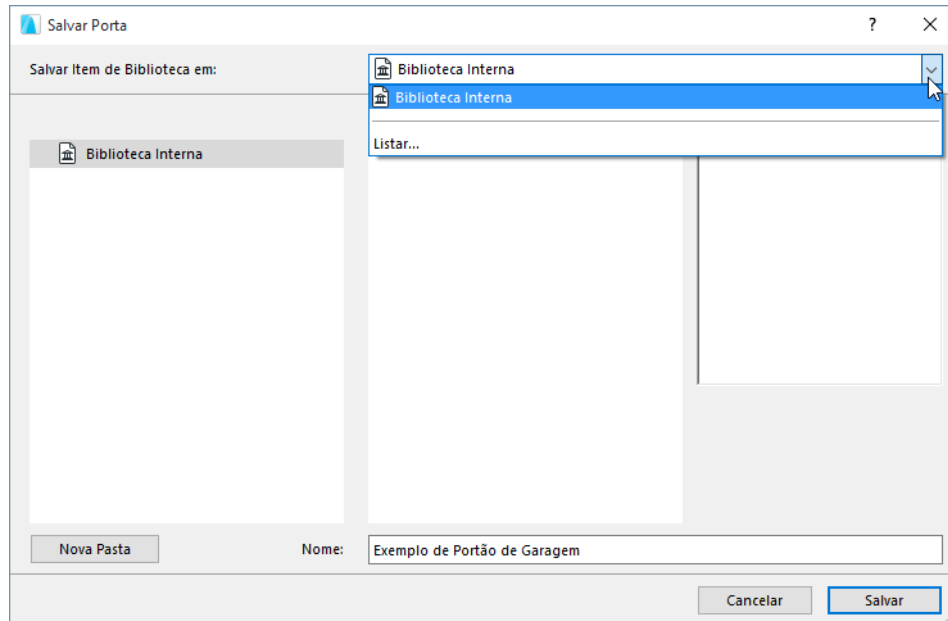 Salvar Porta
?
Salvar Item de Biblioteca em:
Biblioteca Interna
Biblioteca Interna
Listar...
Biblioteca Interna
Nova Pasta
Nome:
Exemplo de Portão de Garagem
Cancelar
Salvar